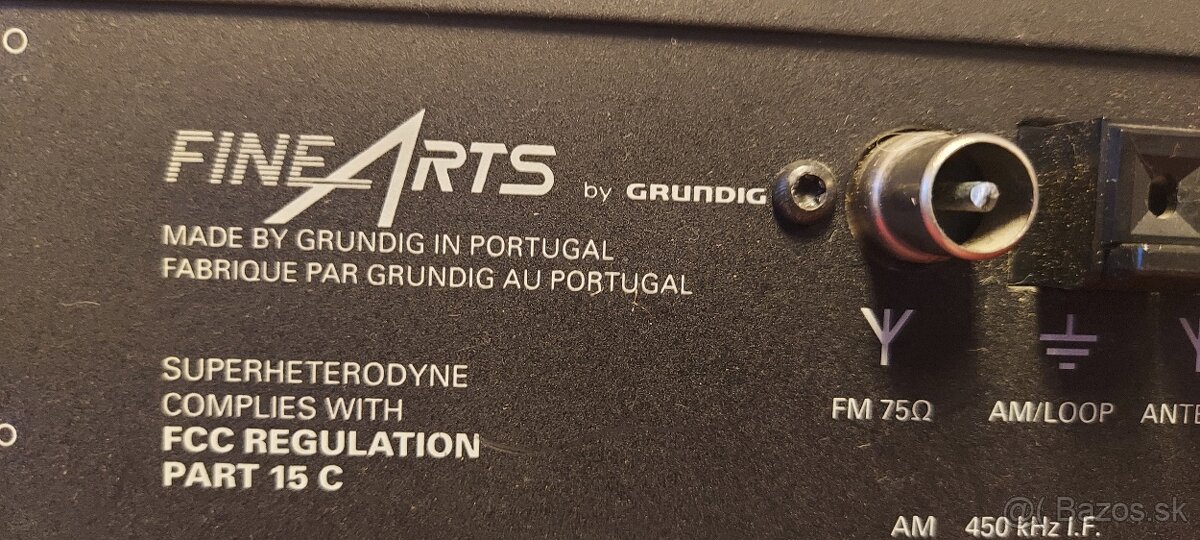 FINEARTS by GRUNDIG
MADE BY GRUNDIG IN PORTUGAL
FABRIQUE PAR GRUNDIG AU PORTUGAL
SUPERHETERODYNE
COMPLIES WITH
FCC REGULATION
PART 15 C
FM 75Ω AM/LOOP ANTE
AM 450 kHz I.F.
@( Bazos.sk